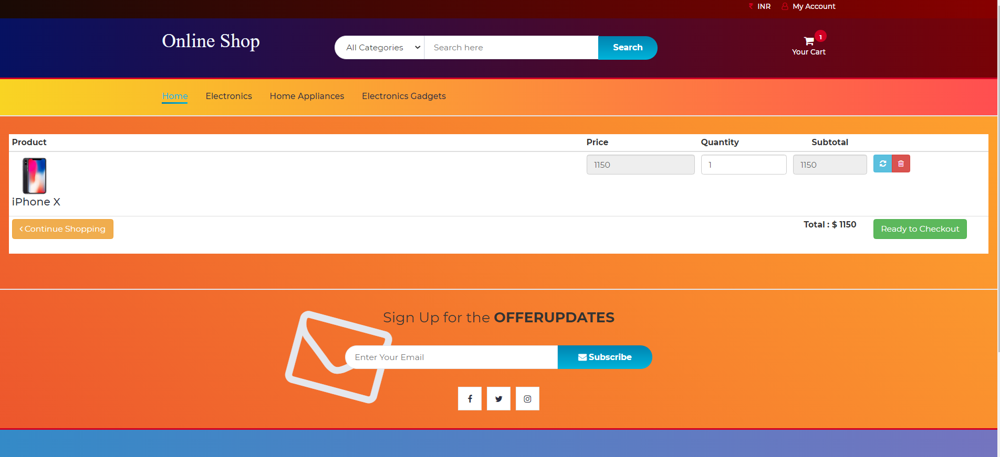 ₹ INR My Account
Online Shop
All Categories
Search here
Search
1
Your Cart
Home Electronics Home Appliances Electronics Gadgets
Product Price Quantity Subtotal
1150 1 1150
iPhone X
Continue Shopping
Total : $ 1150
Ready to Checkout
Sign Up for the OFFERUPDATES
Enter Your Email
Subscribe